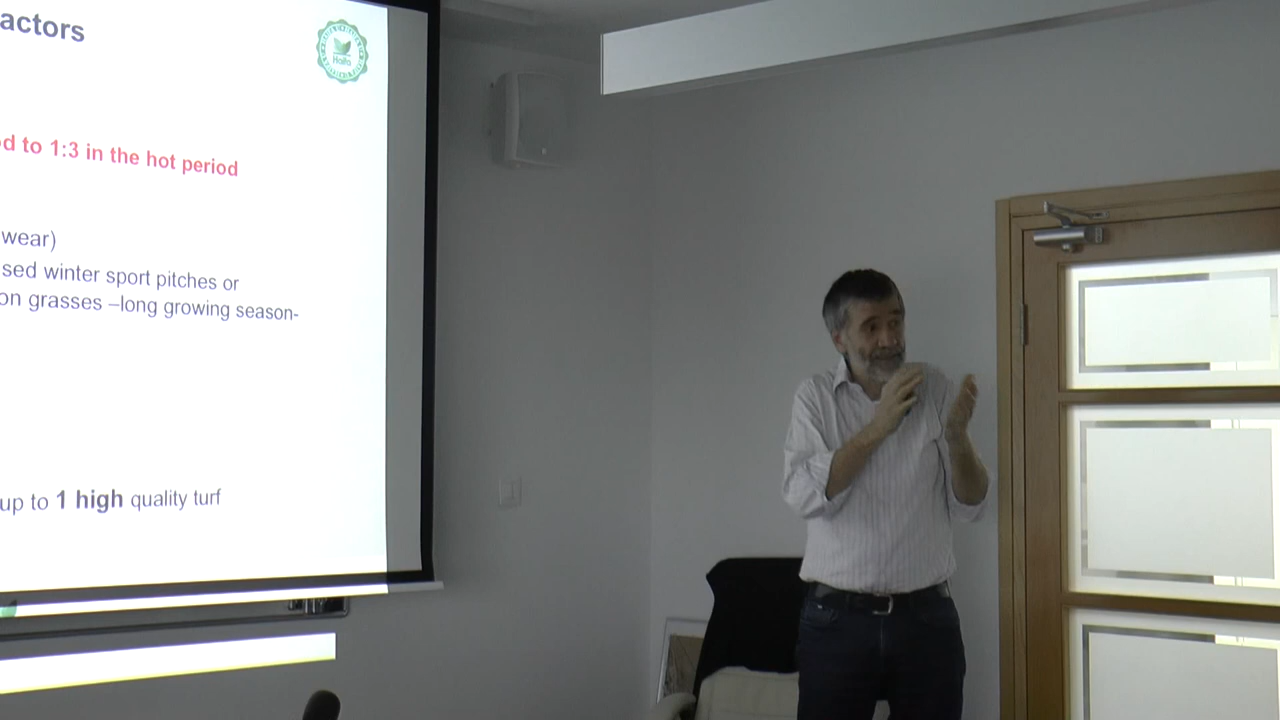 actors
Haifa
d to 1:3 in the hot period
wear)
sed winter sport pitches or
on grasses –long growing season-
up to 1 high quality turf